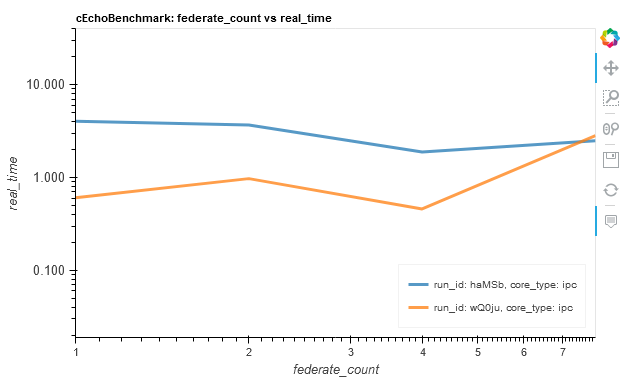 cEchoBenchmark: federate_count vs real_time
10.000
1.000
0.100
real_time
1 2 3 4 5 6 7
federate_count
run_id: haMSb, core_type: ipc
run_id: wQ0ju, core_type: ipc